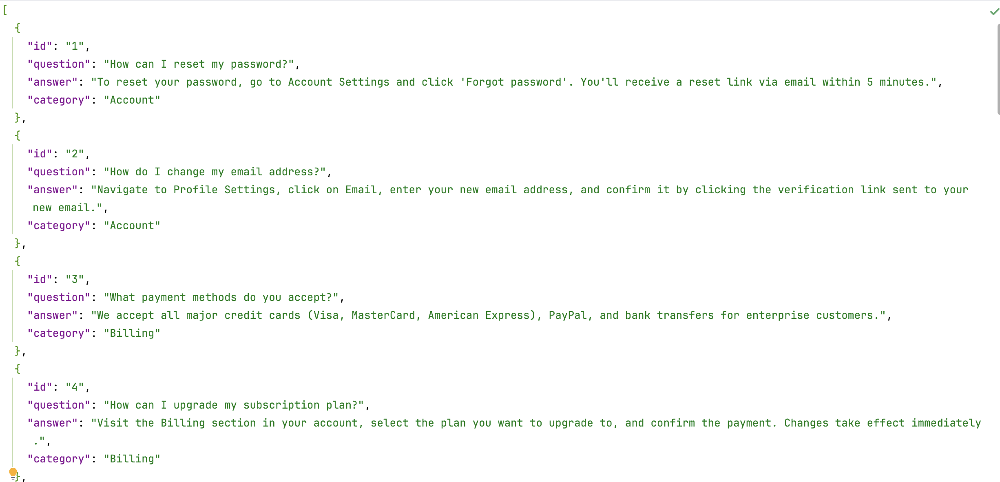 [
  {
    "id": "1",
    "question": "How can I reset my password?",
    "answer": "To reset your password, go to Account Settings and click 'Forgot password'. You'll receive a reset link via email within 5 minutes.",
    "category": "Account"
  },
  {
    "id": "2",
    "question": "How do I change my email address?",
    "answer": "Navigate to Profile Settings, click on Email, enter your new email address, and confirm it by clicking the verification link sent to your
     new email.",
    "category": "Account"
  },
  {
    "id": "3",
    "question": "What payment methods do you accept?",
    "answer": "We accept all major credit cards (Visa, MasterCard, American Express), PayPal, and bank transfers for enterprise customers.",
    "category": "Billing"
  },
  {
    "id": "4",
    "question": "How can I upgrade my subscription plan?",
    "answer": "Visit the Billing section in your account, select the plan you want to upgrade to, and confirm the payment. Changes take effect immediately
     .",
    "category": "Billing"
  },